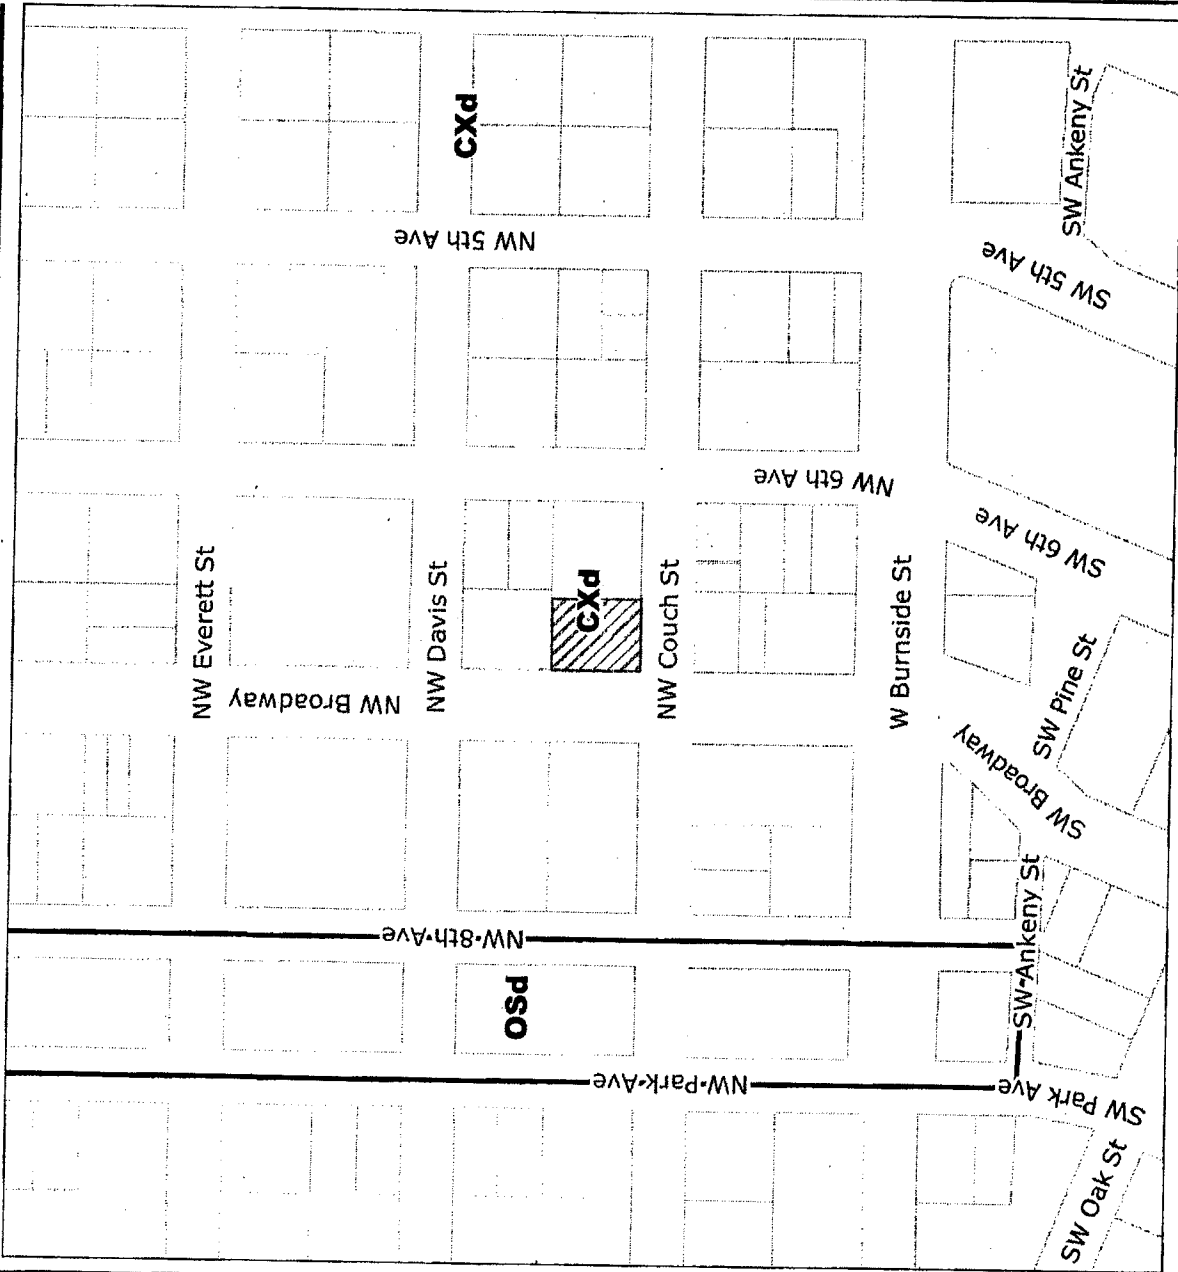 CXd
SW Ankeny St
NW 5th Ave
SW 5th Ave
NW 6th Ave
SW 6th Ave
NW Everett St
NW Davis St
CXd
NW Couch St
W Burnside St
SW Pine St
NW Broadway
SW Broadway
NW 8th Ave
SW Ankeny St
OSd
NW Park Ave
SW Park Ave
SW Oak St